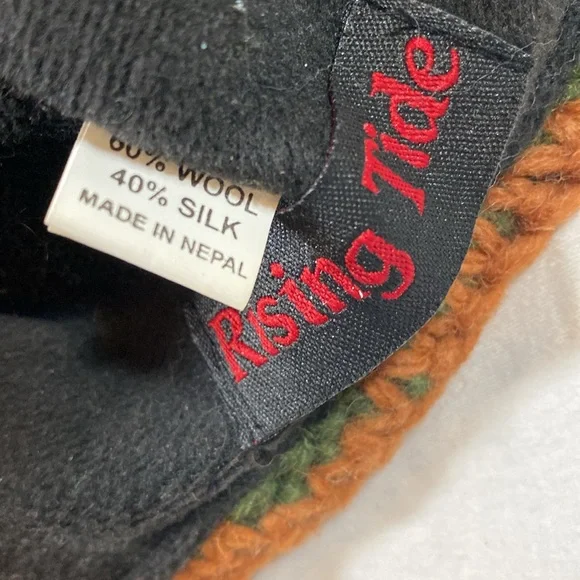 60% WOOL
40% SILK
MADE IN NEPAL
Rising Tide